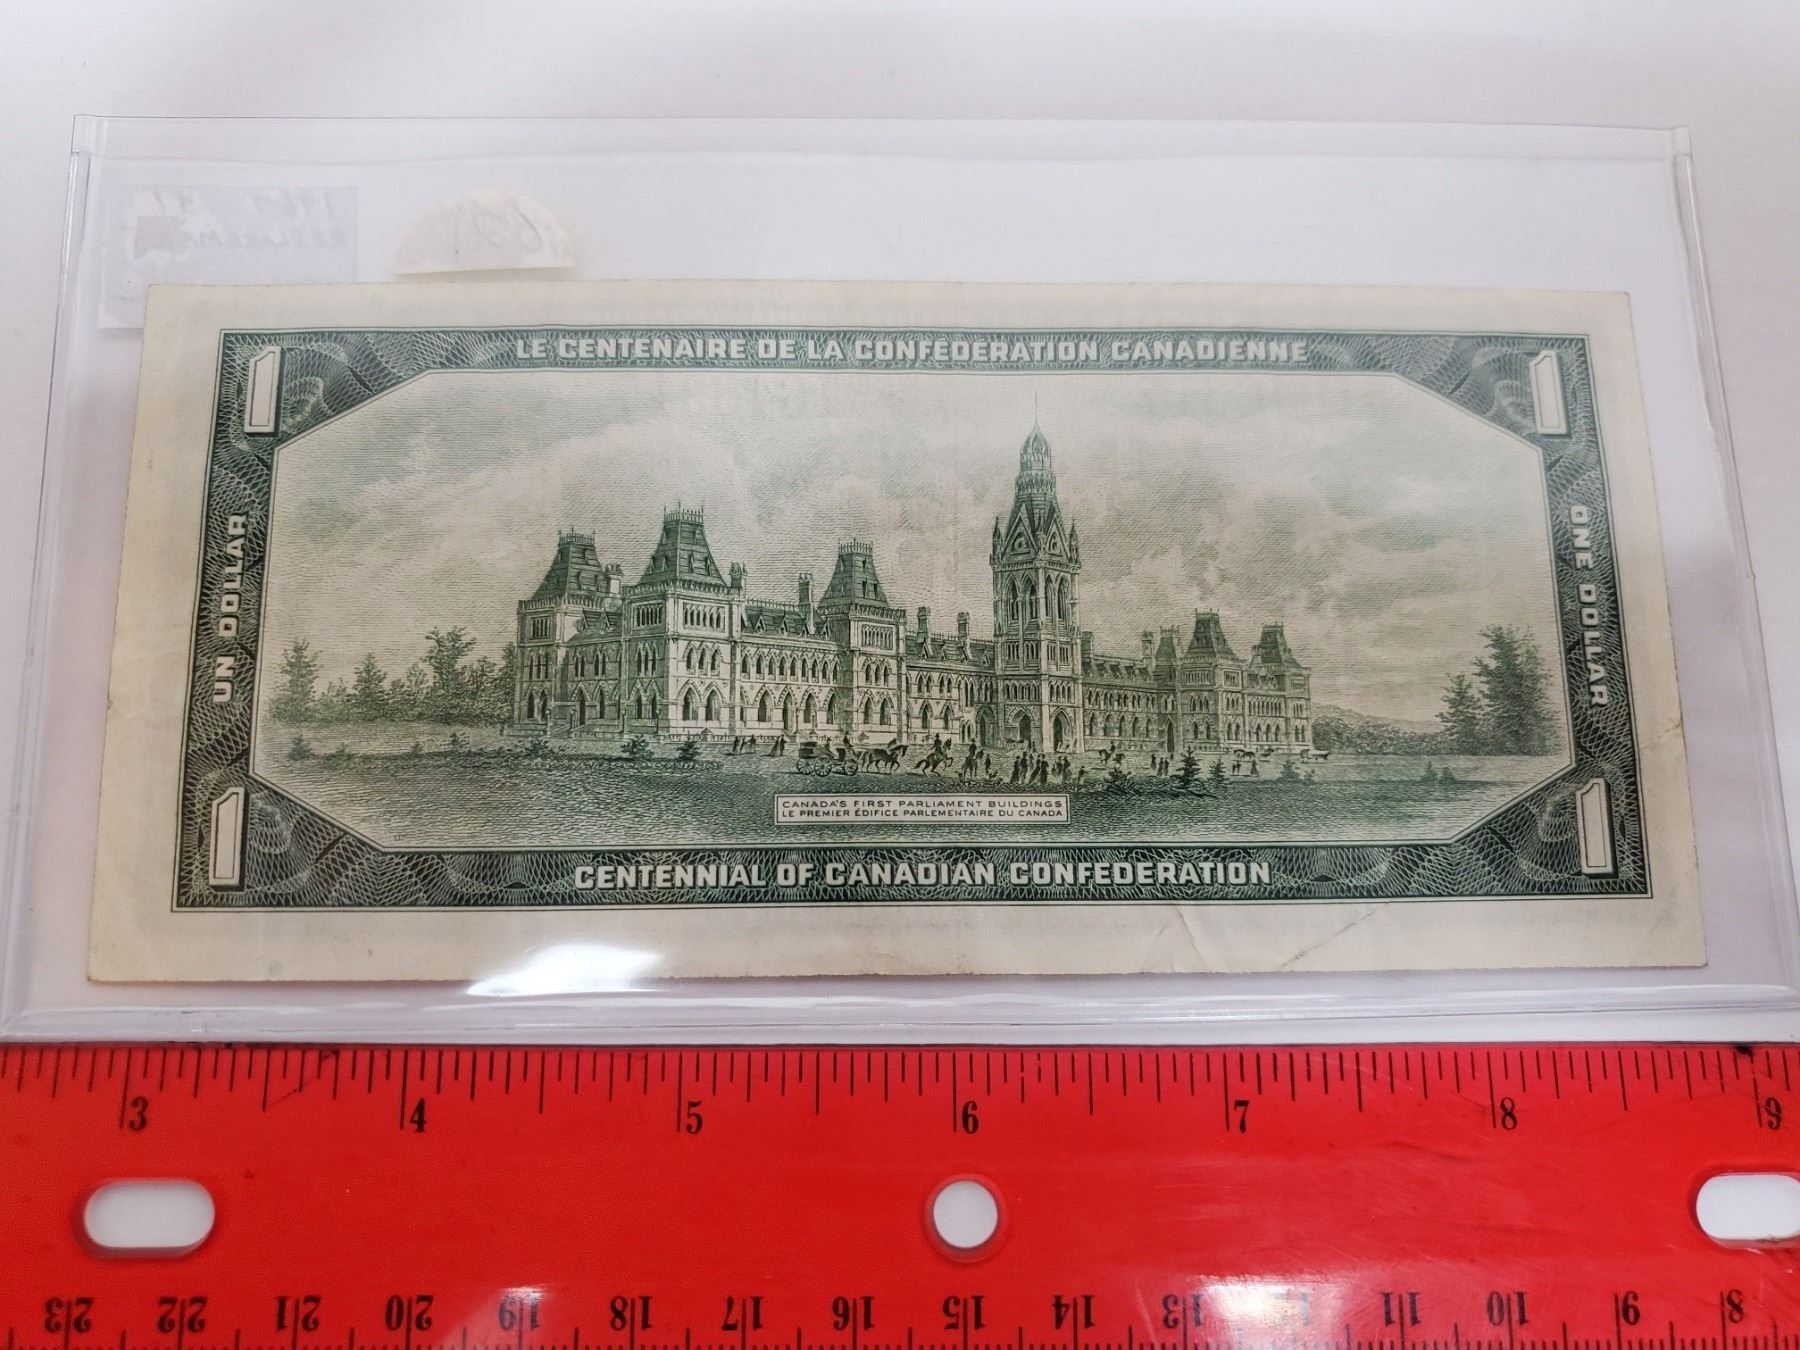 LE CENTENAIRE DE LA CONFÉDÉRATION CANADIENNE
1
1
UN DOLLAR
ONE DOLLAR
CANADA'S FIRST PARLIAMENT BUILDINGS
LE PREMIER ÉDIFICE PARLEMENTAIRE DU CANADA
1
1
CENTENNIAL OF CANADIAN CONFEDERATION
3 4 5 6 7 8 9
23 22 21 20 19 18 17 16 15 14 13 12 11 10 9 8